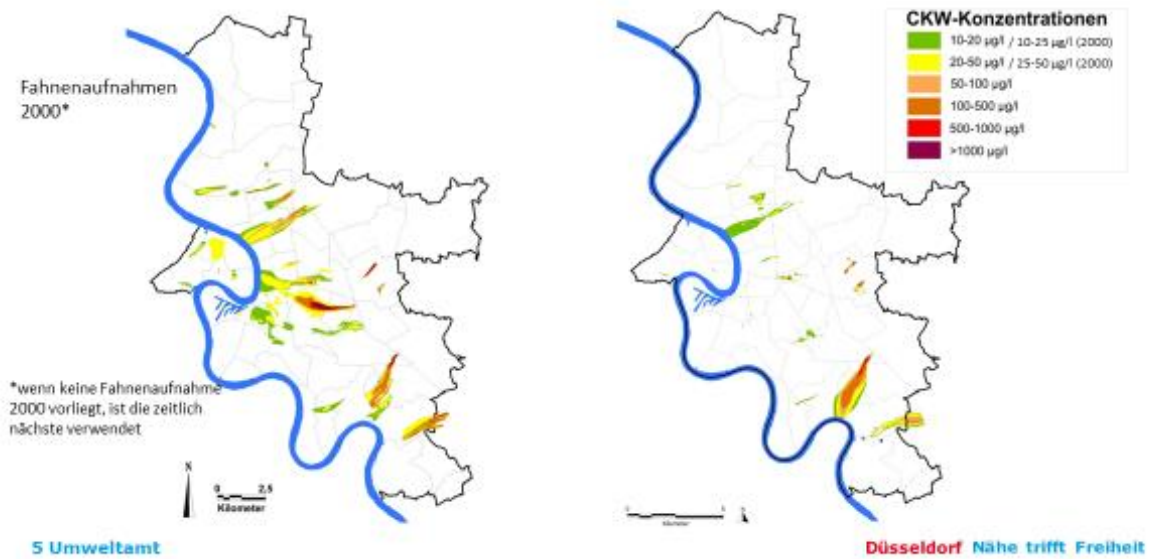 Fahnenaufnahmen
2000*
*wenn keine Fahnenaufnahme
2000 vorliegt, ist die zeitlich
nächste verwendet
N
0 2,5
Kilometer
5 Umweltamt
CKW-Konzentrationen
10-20 µg/l / 10-25 µg/l (2000)
20-50 µg/l / 25-50 µg/l (2000)
50-100 µg/l
100-500 µg/l
500-1000 µg/l
>1000 µg/l
Kilometer
Düsseldorf Nähe trifft Freiheit